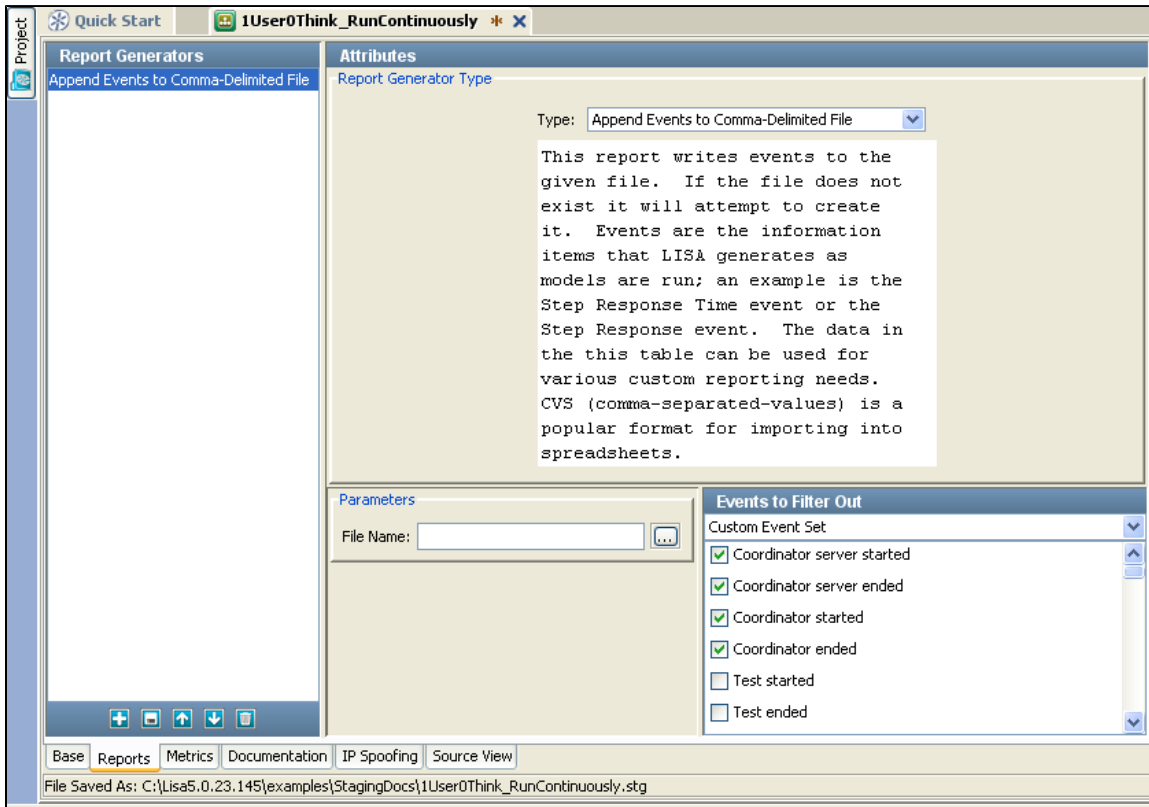 Project
Quick Start
1User0Think_RunContinuously
Report Generators
Append Events to Comma-Delimited File
Attributes
Report Generator Type
Type: Append Events to Comma-Delimited File
This report writes events to the
given file. If the file does not
exist it will attempt to create
it. Events are the information
items that LISA generates as
models are run; an example is the
Step Response Time event or the
Step Response event. The data in
the this table can be used for
various custom reporting needs.
CVS (comma-separated-values) is a
popular format for importing into
spreadsheets.
Parameters
File Name:
...
Events to Filter Out
Custom Event Set
Coordinator server started
Coordinator server ended
Coordinator started
Coordinator ended
Test started
Test ended
Base Reports Metrics Documentation IP Spoofing Source View
File Saved As: C:\Lisa5.0.23.145\examples\StagingDocs\1User0Think_RunContinuously.stg